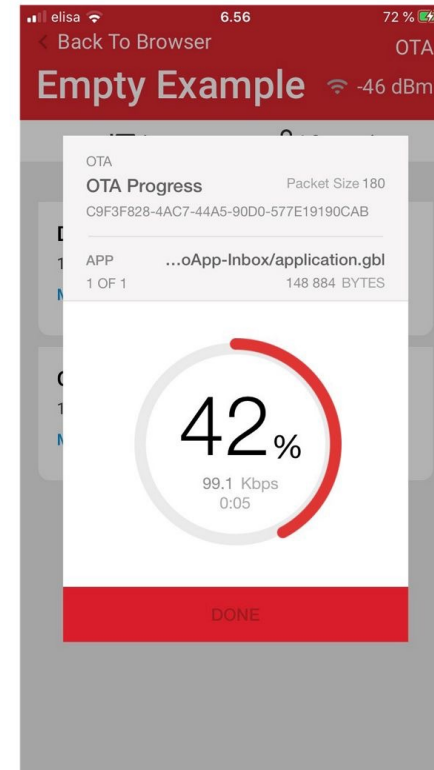 elisa 6.56 72 %
Back To Browser
OTA
Empty Example -46 dBm
OTA
OTA Progress Packet Size 180
C9F3F828-4AC7-44A5-90D0-577E19190CAB
APP ...oApp-Inbox/application.gbl
1 OF 1 148 884 BYTES
42%
99.1 Kbps
0:05
DONE